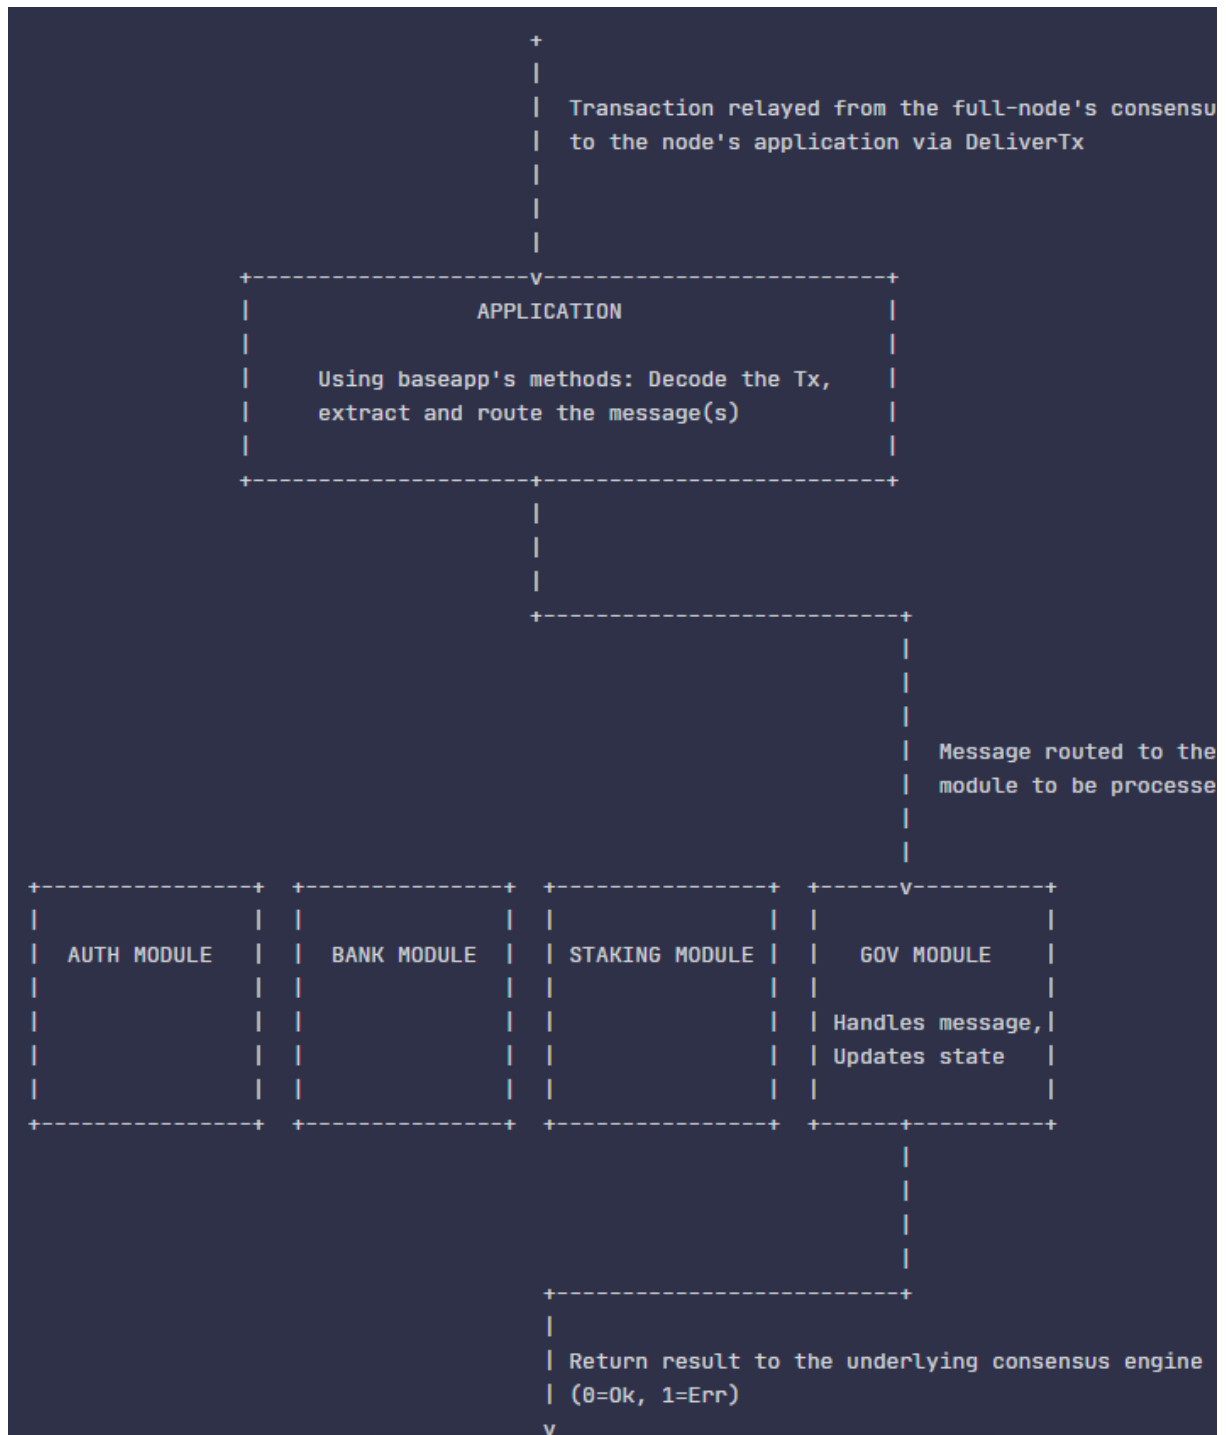 Transaction relayed from the full-node's consensu
to the node's application via DeliverTx
APPLICATION
Using baseapp's methods: Decode the Tx,
extract and route the message(s)
Message routed to the
module to be processe
AUTH MODULE
BANK MODULE
STAKING MODULE
GOV MODULE
Handles message,
Updates state
Return result to the underlying consensus engine
(0=Ok, 1=Err)